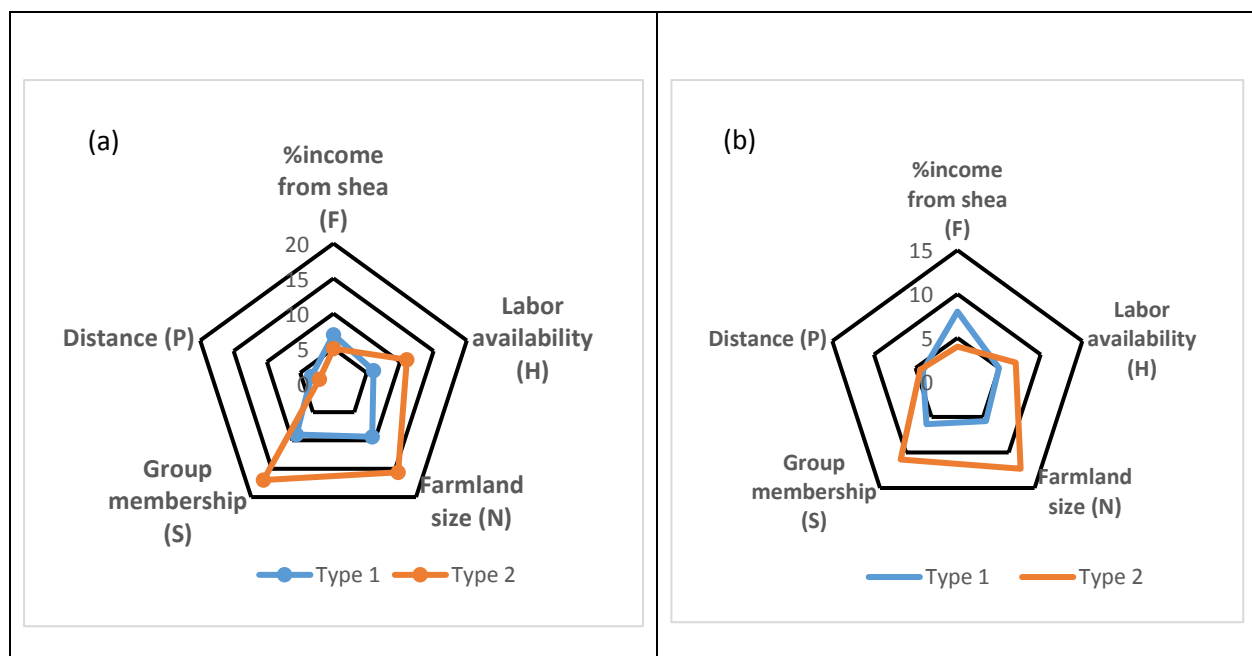 (a)
%income
from shea
(F)
20
15
10
5
0
Labor
availability
(H)
Farmland
size (N)
Group
membership
(S)
Distance (P)
Type 1
Type 2
(b)
%income
from shea
(F)
15
10
5
0
Labor
availability
(H)
Farmland
size (N)
Group
membership
(S)
Distance (P)
Type 1
Type 2